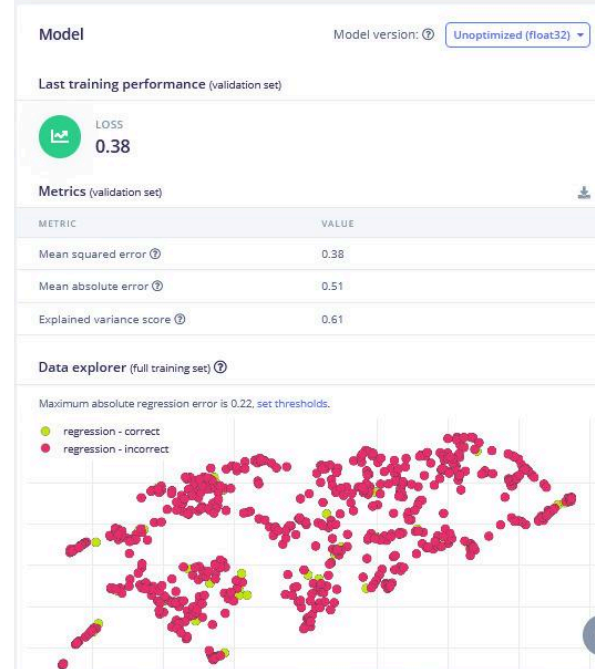 Model
Model version: Unoptimized (float32)
Last training performance (validation set)
LOSS
0.38
Metrics (validation set)
METRIC VALUE
Mean squared error 0.38
Mean absolute error 0.51
Explained variance score 0.61
Data explorer (full training set)
Maximum absolute regression error is 0.22, set thresholds.
regression - correct
regression - incorrect